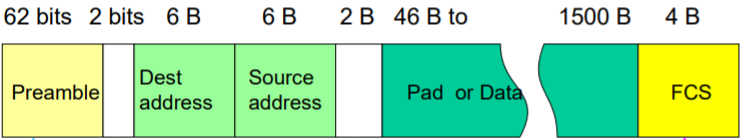 62 bits 2 bits 6 B 6 B 2 B 46 B to 1500 B 4 B
Preamble Dest address Source address Pad or Data FCS